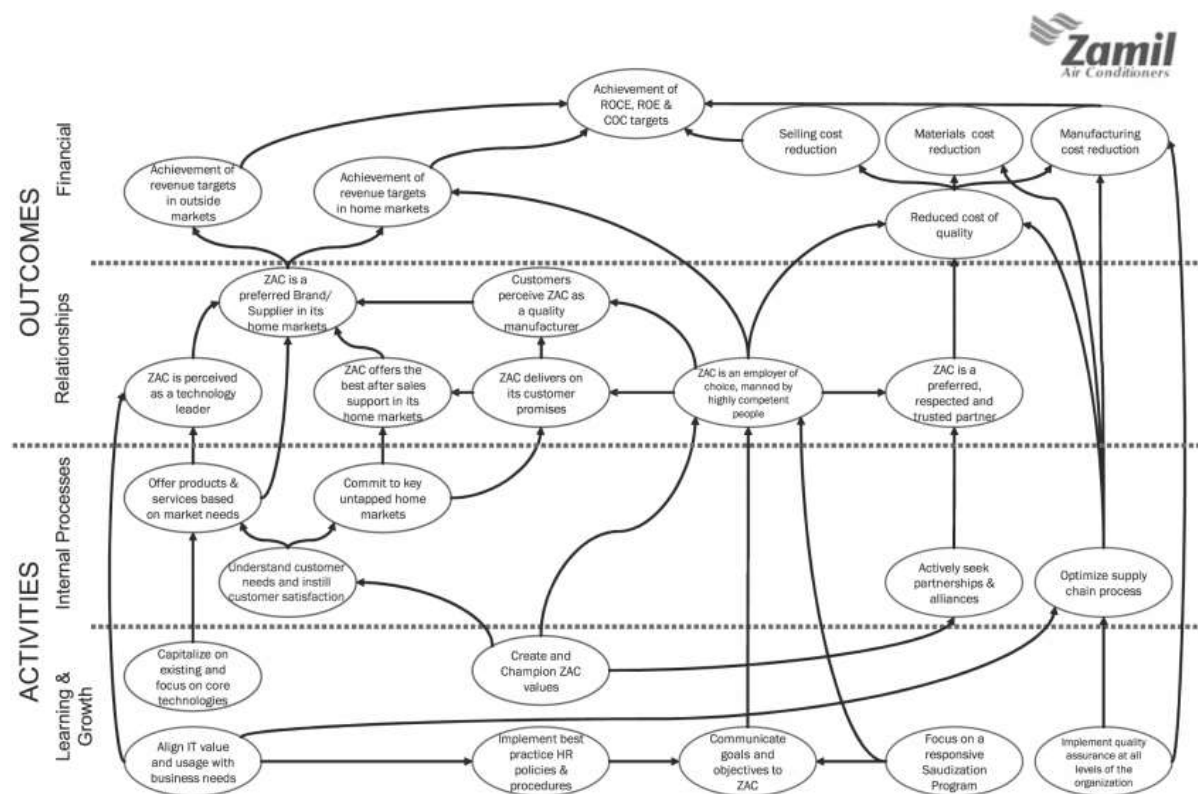 Zamil
Air Conditioners
OUTCOMES
Financial
Achievement of
ROCE, ROE &
COC targets
Selling cost
reduction
Materials cost
reduction
Manufacturing
cost reduction
Achievement of
revenue targets
in outside
markets
Achievement of
revenue targets
in home markets
Reduced cost of
quality
Relationships
ZAC is a
preferred Brand/
Supplier in its
home markets
Customers
perceive ZAC as
a quality
manufacturer
ZAC is perceived
as a technology
leader
ZAC offers the
best after sales
support in its
home markets
ZAC delivers on
its customer
promises
ZAC is an employer of
choice, manned by
highly competent
people
ZAC is a
preferred,
respected and
trusted partner
ACTIVITIES
Internal Processes
Offer products &
services based
on market needs
Commit to key
untapped home
markets
Understand customer
needs and instill
customer satisfaction
Actively seek
partnerships &
alliances
Optimize supply
chain process
Learning &
Growth
Capitalize on
existing and
focus on core
technologies
Create and
Champion ZAC
values
Align IT value
and usage with
business needs
Implement best
practice HR
policies &
procedures
Communicate
goals and
objectives to
ZAC
Focus on a
responsive
Saudization
Program
Implement quality
assurance at all
levels of the
organization